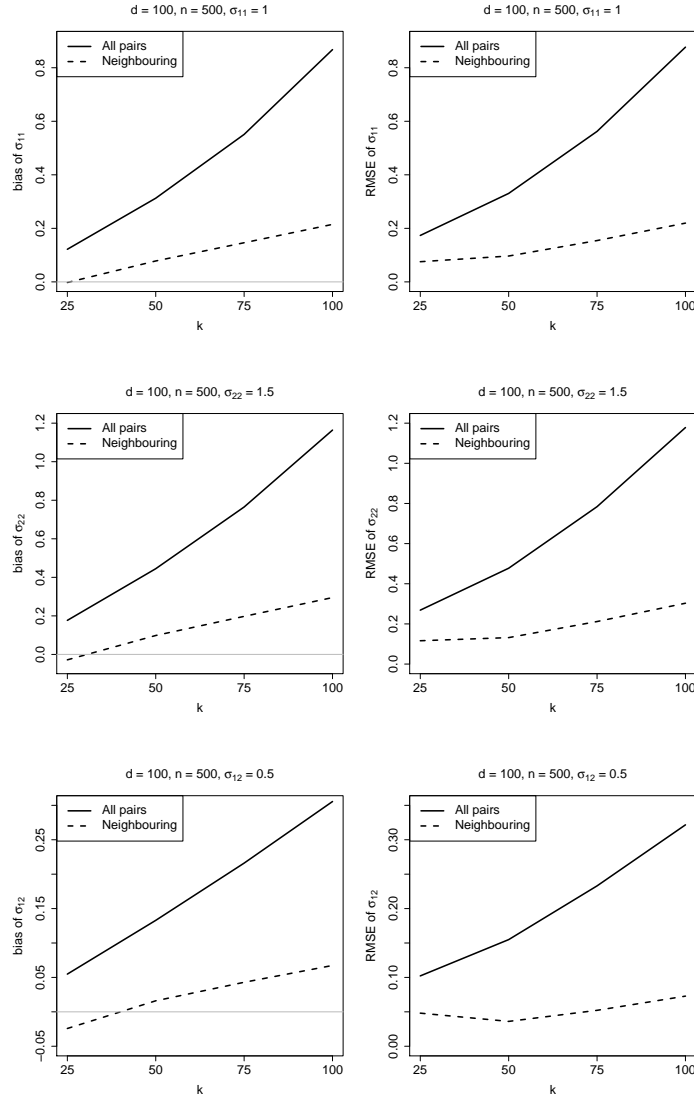 d = 100, n = 500, σ11 = 1
All pairs
Neighbouring
bias of σ11
0.0 0.2 0.4 0.6 0.8
25 50 75 100
k
d = 100, n = 500, σ11 = 1
All pairs
Neighbouring
RMSE of σ11
0.0 0.2 0.4 0.6 0.8
25 50 75 100
k
d = 100, n = 500, σ22 = 1.5
All pairs
Neighbouring
bias of σ22
0.0 0.2 0.4 0.6 0.8 1.0 1.2
25 50 75 100
k
d = 100, n = 500, σ22 = 1.5
All pairs
Neighbouring
RMSE of σ22
0.0 0.2 0.4 0.6 0.8 1.0 1.2
25 50 75 100
k
d = 100, n = 500, σ12 = 0.5
All pairs
Neighbouring
bias of σ12
−0.05 0.05 0.15 0.25
25 50 75 100
k
d = 100, n = 500, σ12 = 0.5
All pairs
Neighbouring
RMSE of σ12
0.00 0.10 0.20 0.30
25 50 75 100
k